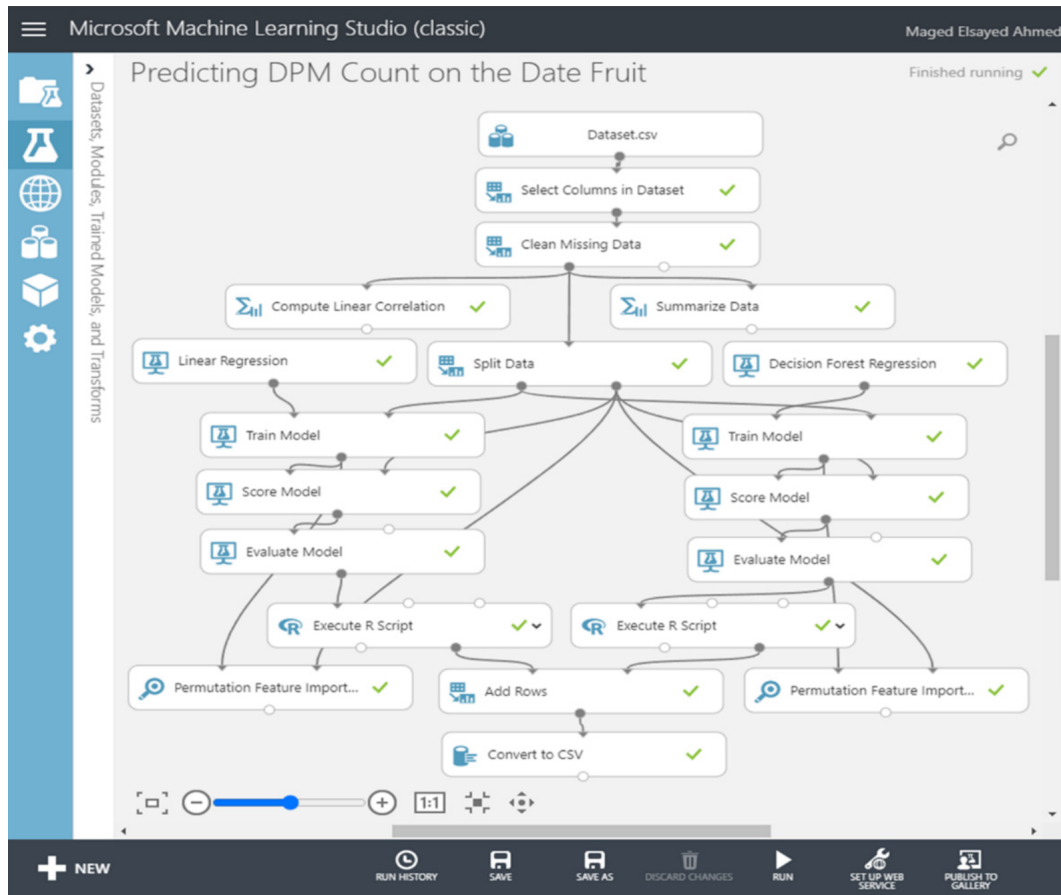 Microsoft Machine Learning Studio (classic)
Maged Elsayed Ahmed
Datasets, Modules, Trained Models, and Transforms
Predicting DPM Count on the Date Fruit
Finished running
Dataset.csv
Select Columns in Dataset
Clean Missing Data
Compute Linear Correlation
Summarize Data
Linear Regression
Split Data
Decision Forest Regression
Train Model
Train Model
Score Model
Score Model
Evaluate Model
Evaluate Model
Execute R Script
Execute R Script
Permutation Feature Import...
Add Rows
Permutation Feature Import...
Convert to CSV
1:1
NEW
RUN HISTORY
SAVE
SAVE AS
DISCARD CHANGES
RUN
SET UP WEB
SERVICE
PUBLISH TO
GALLERY